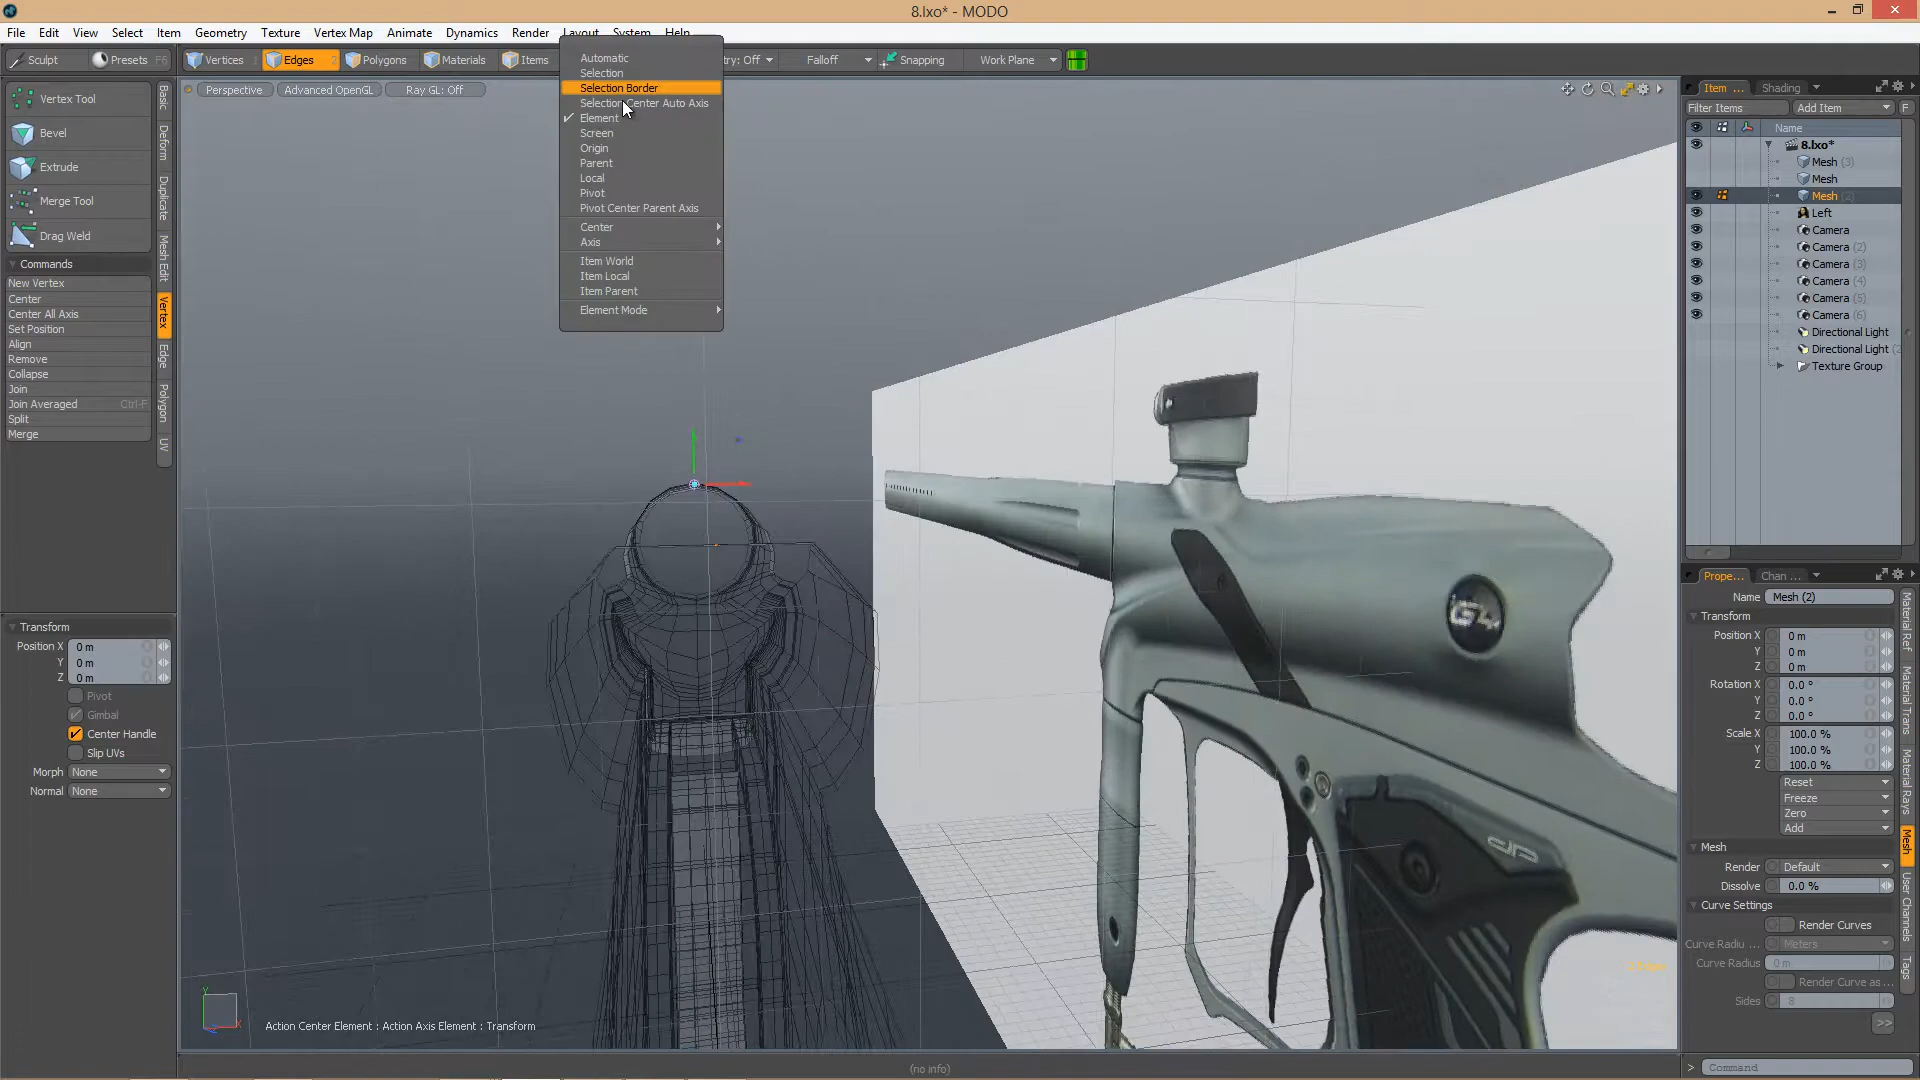 8.lxo* - MODO
File Edit View Select Item Geometry Texture Vertex Map Animate Dynamics Render Layout System Help
Sculpt Presets F6 Vertices Edges 2 Polygons Materials Items try: Off Falloff Snapping Work Plane
Perspective Advanced OpenGL Ray GL: Off
Automatic
Selection
Selection Border
Selection Center Auto Axis
Element
Screen
Origin
Parent
Local
Pivot
Pivot Center Parent Axis
Center
Axis
Item World
Item Local
Item Parent
Element Mode
Vertex Tool
Bevel
Extrude
Merge Tool
Drag Weld
Commands
New Vertex
Center
Center All Axis
Set Position
Align
Remove
Collapse
Join
Join Averaged Ctrl-F
Split
Merge
Basic
Deform
Mesh Edit
Vertex
Edge
Polygon
UV
Transform
Position X 0 m
Y 0 m
Z 0 m
Pivot
Gimbal
Center Handle
Slip UVs
Morph None
Normal None
G4
dp
Y
X
Action Center Element : Action Axis Element : Transform
(no info)
Item ... Shading
Filter Items Add Item F
Name
8.lxo*
Mesh (3)
Mesh
Mesh (2)
Left
Camera
Camera (2)
Camera (3)
Camera (4)
Camera (5)
Camera (6)
Directional Light
Directional Light (2
Texture Group
Prope... Chan ...
Name Mesh (2)
Transform
Position X 0 m
Y 0 m
Z 0 m
Rotation X 0.0 °
Y 0.0 °
Z 0.0 °
Scale X 100.0 %
Y 100.0 %
Z 100.0 %
Reset
Freeze
Zero
Add
Mesh
Render Default
Dissolve 0.0 %
Curve Settings
Render Curves
Curve Radiu ... Meters
Curve Radius 0 m
Render Curve as ...
Sides 8
>>
Material Ref
Material Trans
Material Rays
Mesh
User Channels
Tags
> Command